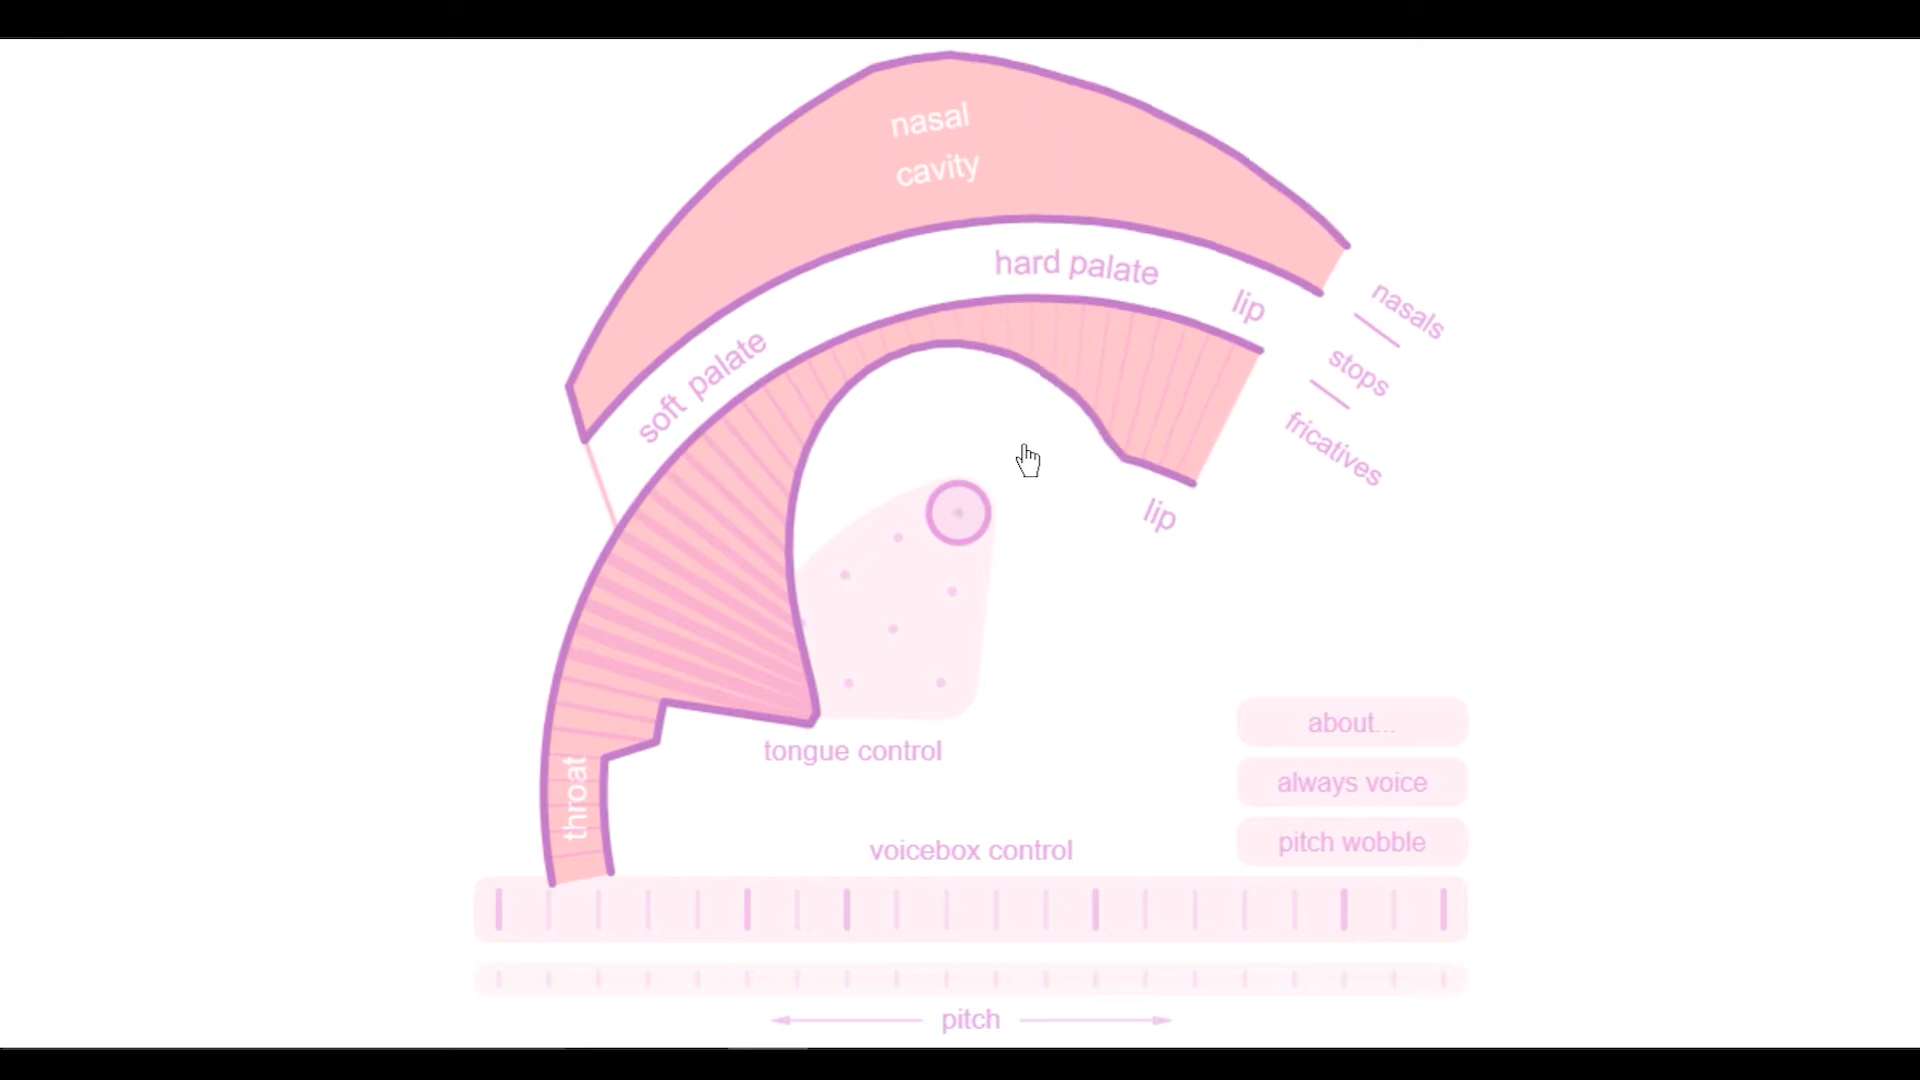 nasal
cavity
hard palate
lip
soft palate
nasals
stops
fricatives
lip
throat
tongue control
about...
always voice
pitch wobble
voicebox control
pitch